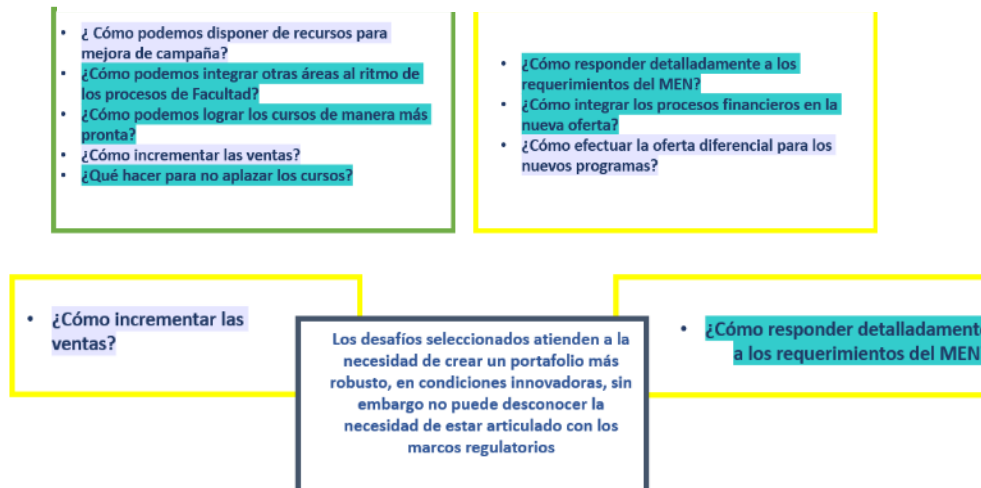 • ¿ Cómo podemos disponer de recursos para
mejora de campaña?
• ¿Cómo podemos integrar otras áreas al ritmo de
los procesos de Facultad?
• ¿Cómo podemos lograr los cursos de manera más
pronta?
• ¿Cómo incrementar las ventas?
• ¿Qué hacer para no aplazar los cursos?
• ¿Cómo responder detalladamente a los
requerimientos del MEN?
• ¿Cómo integrar los procesos financieros en la
nueva oferta?
• ¿Cómo efectuar la oferta diferencial para los
nuevos programas?
• ¿Cómo incrementar las
ventas?
Los desafíos seleccionados atienden a la
necesidad de crear un portafolio más
robusto, en condiciones innovadoras, sin
embargo no puede desconocer la
necesidad de estar articulado con los
marcos regulatorios
• ¿Cómo responder detalladamente
a los requerimientos del MEN